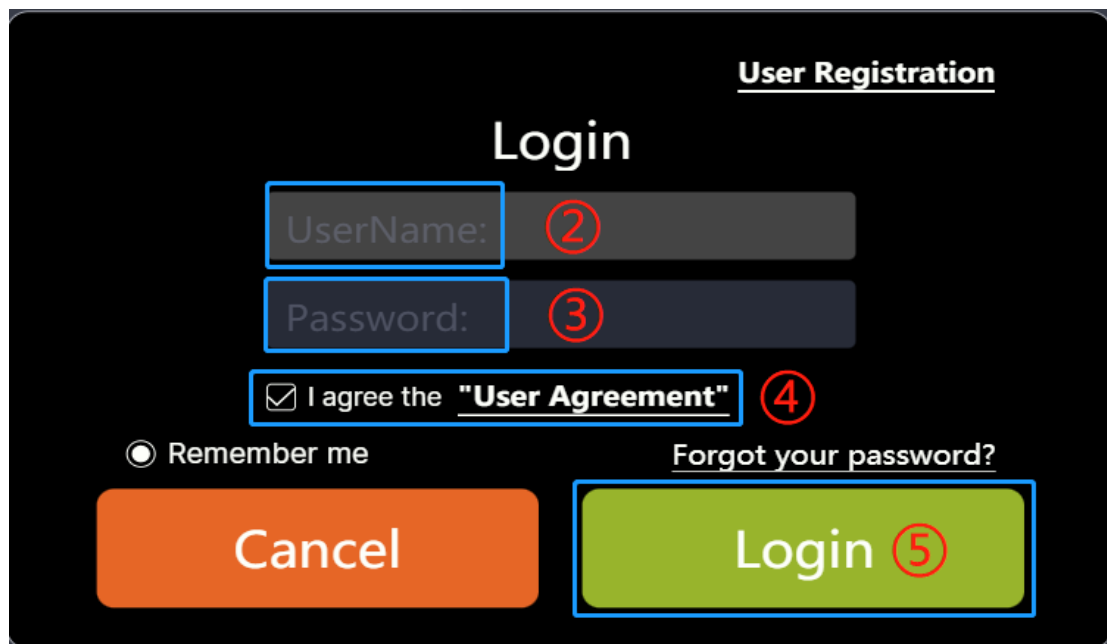 User Registration
Login
UserName: ②
Password: ③
I agree the "User Agreement" ④
Remember me Forgot your password?
Cancel Login ⑤